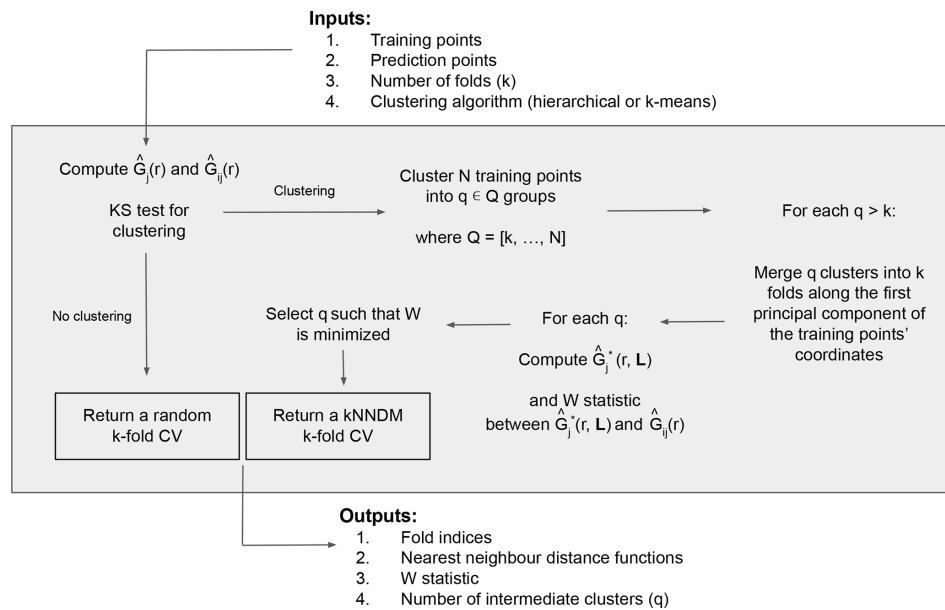 Inputs:
1. Training points
2. Prediction points
3. Number of folds (k)
4. Clustering algorithm (hierarchical or k-means)
Compute Ĝj(r) and Ĝij(r)
KS test for
clustering
Clustering
Cluster N training points
into q ∈ Q groups
where Q = [k, …, N]
For each q > k:
Merge q clusters into k
folds along the first
principal component of
the training points’
coordinates
For each q:
Compute Ĝj*(r, L)
and W statistic
between Ĝj*(r, L) and Ĝij(r)
Select q such that W
is minimized
No clustering
Return a random
k-fold CV
Return a kNNDM
k-fold CV
Outputs:
1. Fold indices
2. Nearest neighbour distance functions
3. W statistic
4. Number of intermediate clusters (q)